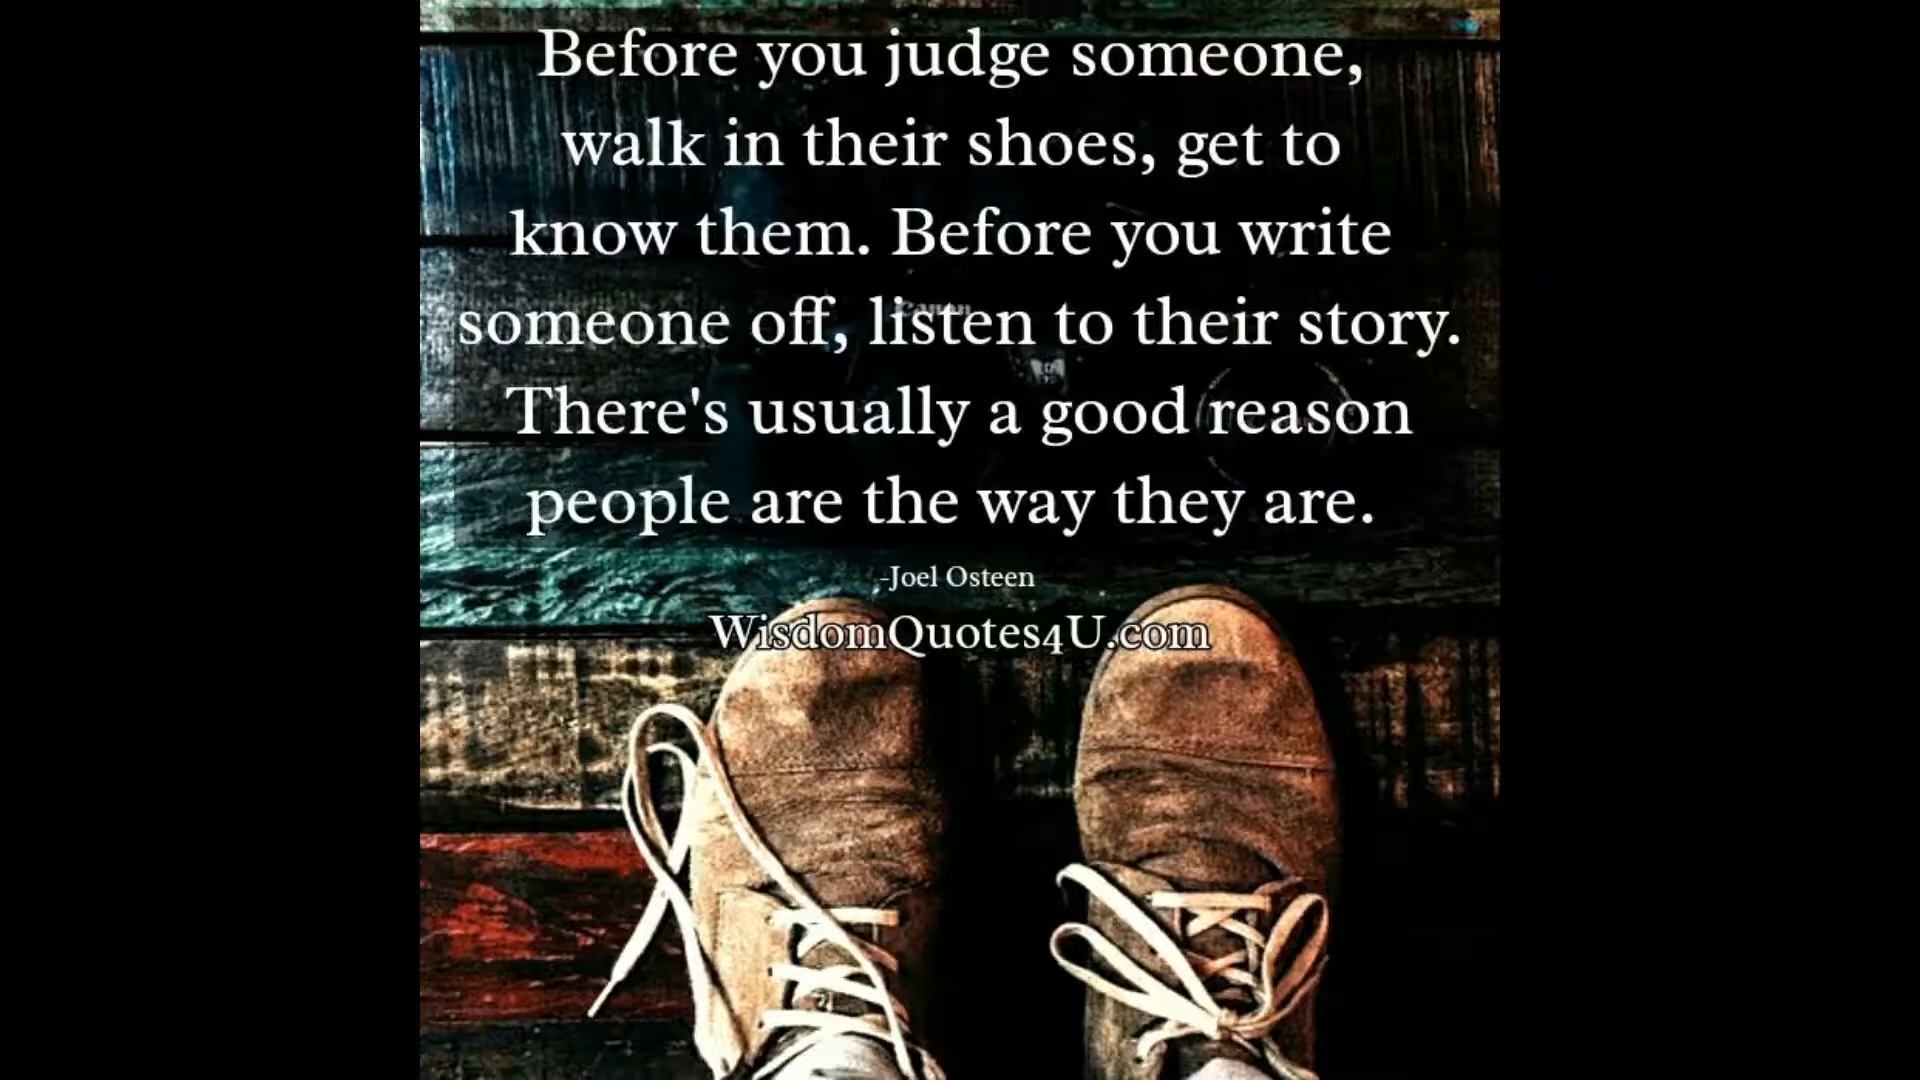 Before you judge someone,
walk in their shoes, get to
know them. Before you write
someone off, listen to their story.
There's usually a good reason
people are the way they are.
-Joel Osteen
WisdomQuotes4U.com
Canon